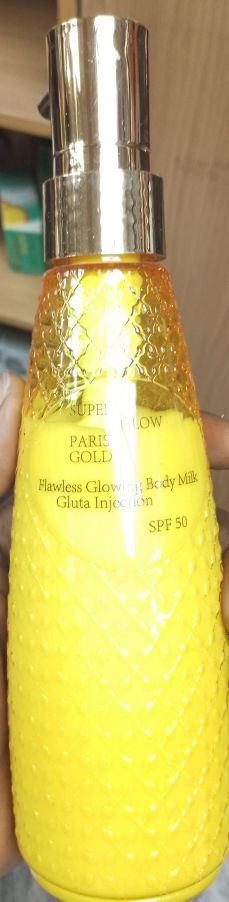 SUPER
GLOW
PARIS
GOLD
Flawless Glowing Body Milk
Gluta Injection
SPF 50